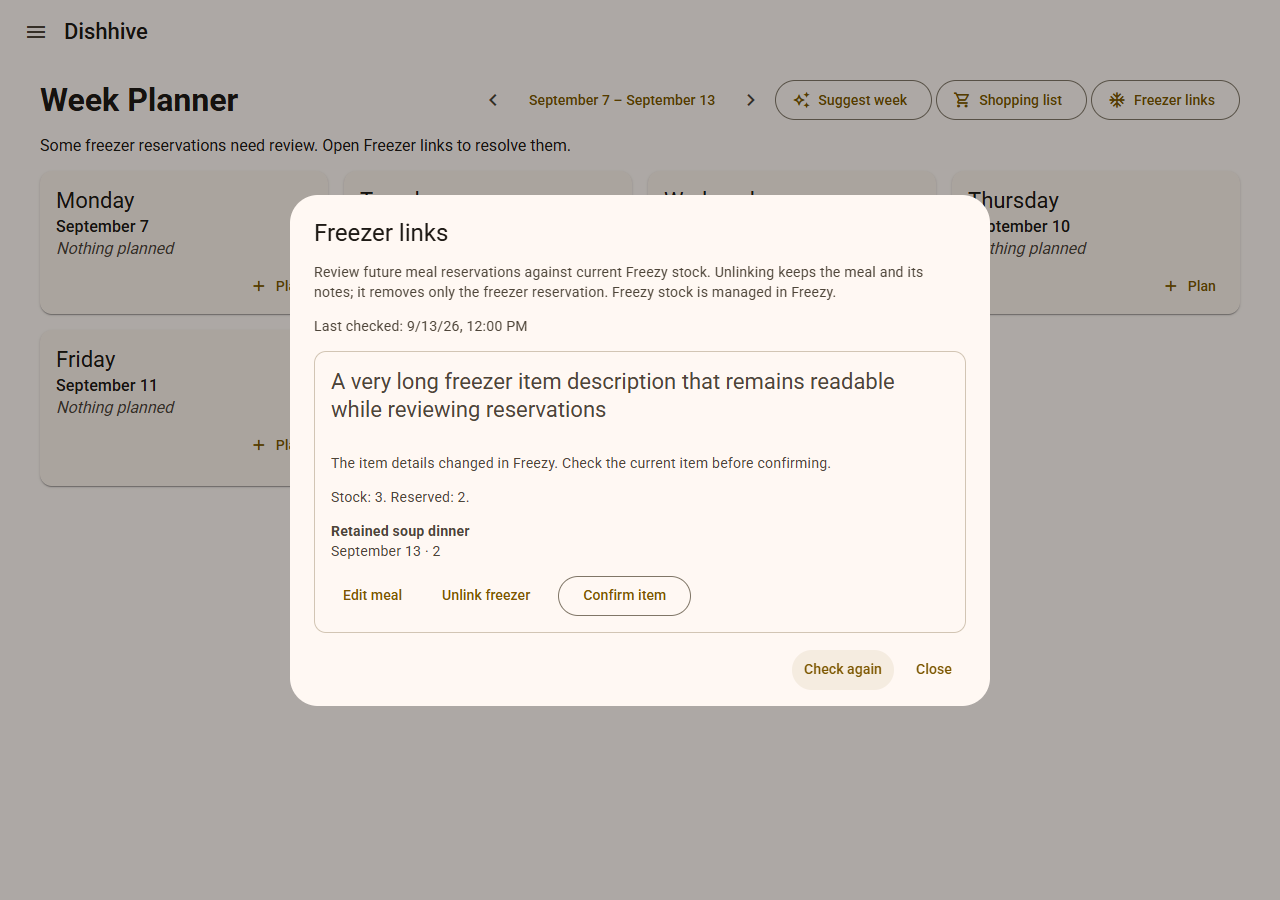 Dishhive
Week Planner
September 7 – September 13
Suggest week
Shopping list
Freezer links
Some freezer reservations need review. Open Freezer links to resolve them.
Monday
September 7
Nothing planned
Thursday
September 10
Nothing planned
Plan
Friday
September 11
Nothing planned
Freezer links
Review future meal reservations against current Freezy stock. Unlinking keeps the meal and its
notes; it removes only the freezer reservation. Freezy stock is managed in Freezy.
Last checked: 9/13/26, 12:00 PM
A very long freezer item description that remains readable
while reviewing reservations
The item details changed in Freezy. Check the current item before confirming.
Stock: 3. Reserved: 2.
Retained soup dinner
September 13 · 2
Edit meal
Unlink freezer
Confirm item
Check again
Close